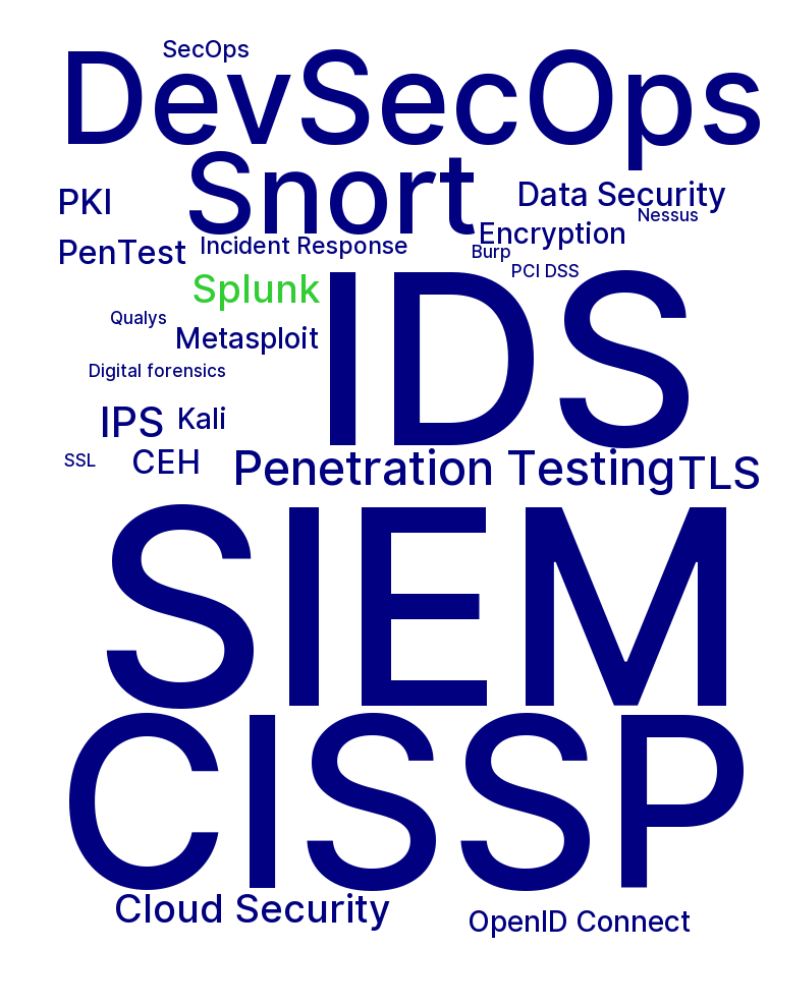 SecOps
DevSecOps
Snort
PKI
Data Security
Nessus
Encryption
PenTest
Incident Response
Burp
PCI DSS
Splunk
IDS
Qualys
Metasploit
Digital forensics
IPS
Kali
SSL
CEH
Penetration Testing
TLS
SIEM
CISSP
Cloud Security
OpenID Connect